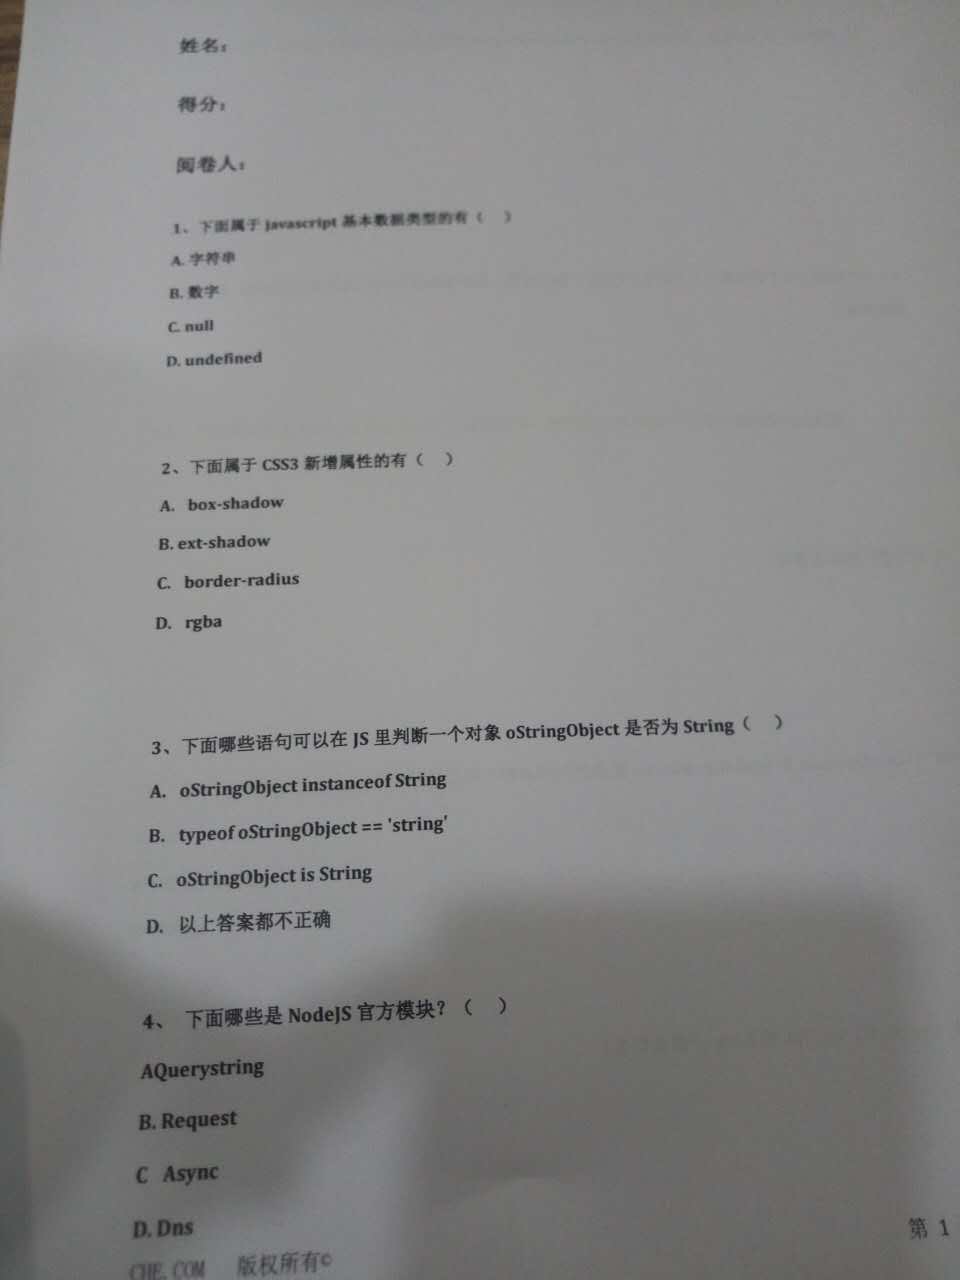 姓名:
得分:
阅卷人:
1、下面属于 javascript 基本数据类型的有（ ）
A. 字符串
B. 数字
C. null
D. undefined
2、下面属于 CSS3 新增属性的有（ ）
A. box-shadow
B. ext-shadow
C. border-radius
D. rgba
3、下面哪些语句可以在 JS 里判断一个对象 oStringObject 是否为 String（ ）
A. oStringObject instanceof String
B. typeof oStringObject == 'string'
C. oStringObject is String
D. 以上答案都不正确
4、 下面哪些是 NodeJS 官方模块？（ ）
AQuerystring
B. Request
C Async
D. Dns
第 1
CHE.COM 版权所有©